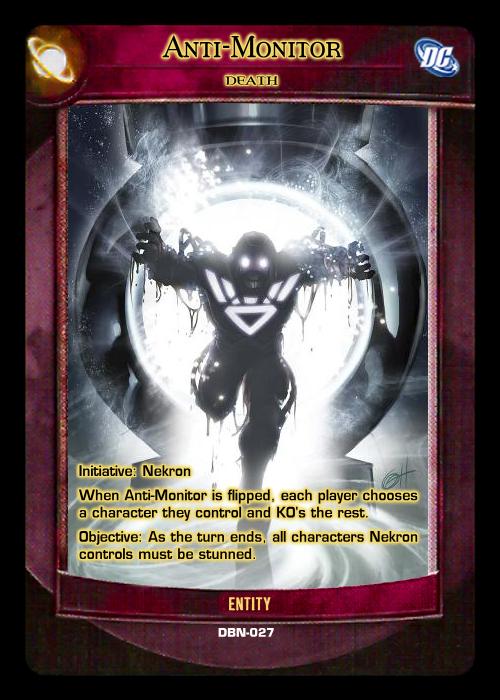 Anti-Monitor
DEATH
DC
Initiative: Nekron
When Anti-Monitor is flipped, each player chooses
a character they control and KO's the rest.
Objective: As the turn ends, all characters Nekron
controls must be stunned.
ENTITY
DBN-027